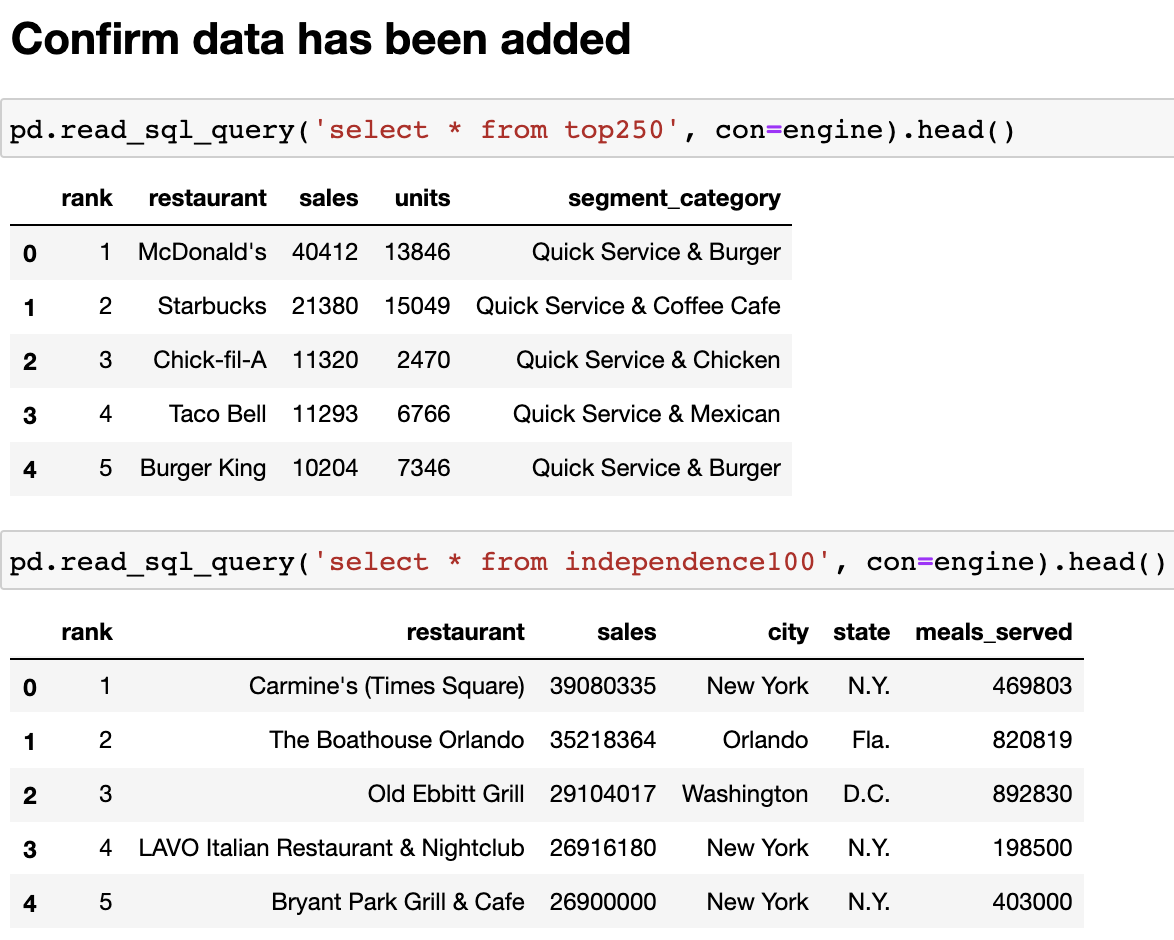 Confirm data has been added
pd.read_sql_query('select * from top250', con=engine).head()
rank restaurant sales units segment_category
0 1 McDonald's 40412 13846 Quick Service & Burger
1 2 Starbucks 21380 15049 Quick Service & Coffee Cafe
2 3 Chick-fil-A 11320 2470 Quick Service & Chicken
3 4 Taco Bell 11293 6766 Quick Service & Mexican
4 5 Burger King 10204 7346 Quick Service & Burger
pd.read_sql_query('select * from independence100', con=engine).head()
rank restaurant sales city state meals_served
0 1 Carmine's (Times Square) 39080335 New York N.Y. 469803
1 2 The Boathouse Orlando 35218364 Orlando Fla. 820819
2 3 Old Ebbitt Grill 29104017 Washington D.C. 892830
3 4 LAVO Italian Restaurant & Nightclub 26916180 New York N.Y. 198500
4 5 Bryant Park Grill & Cafe 26900000 New York N.Y. 403000